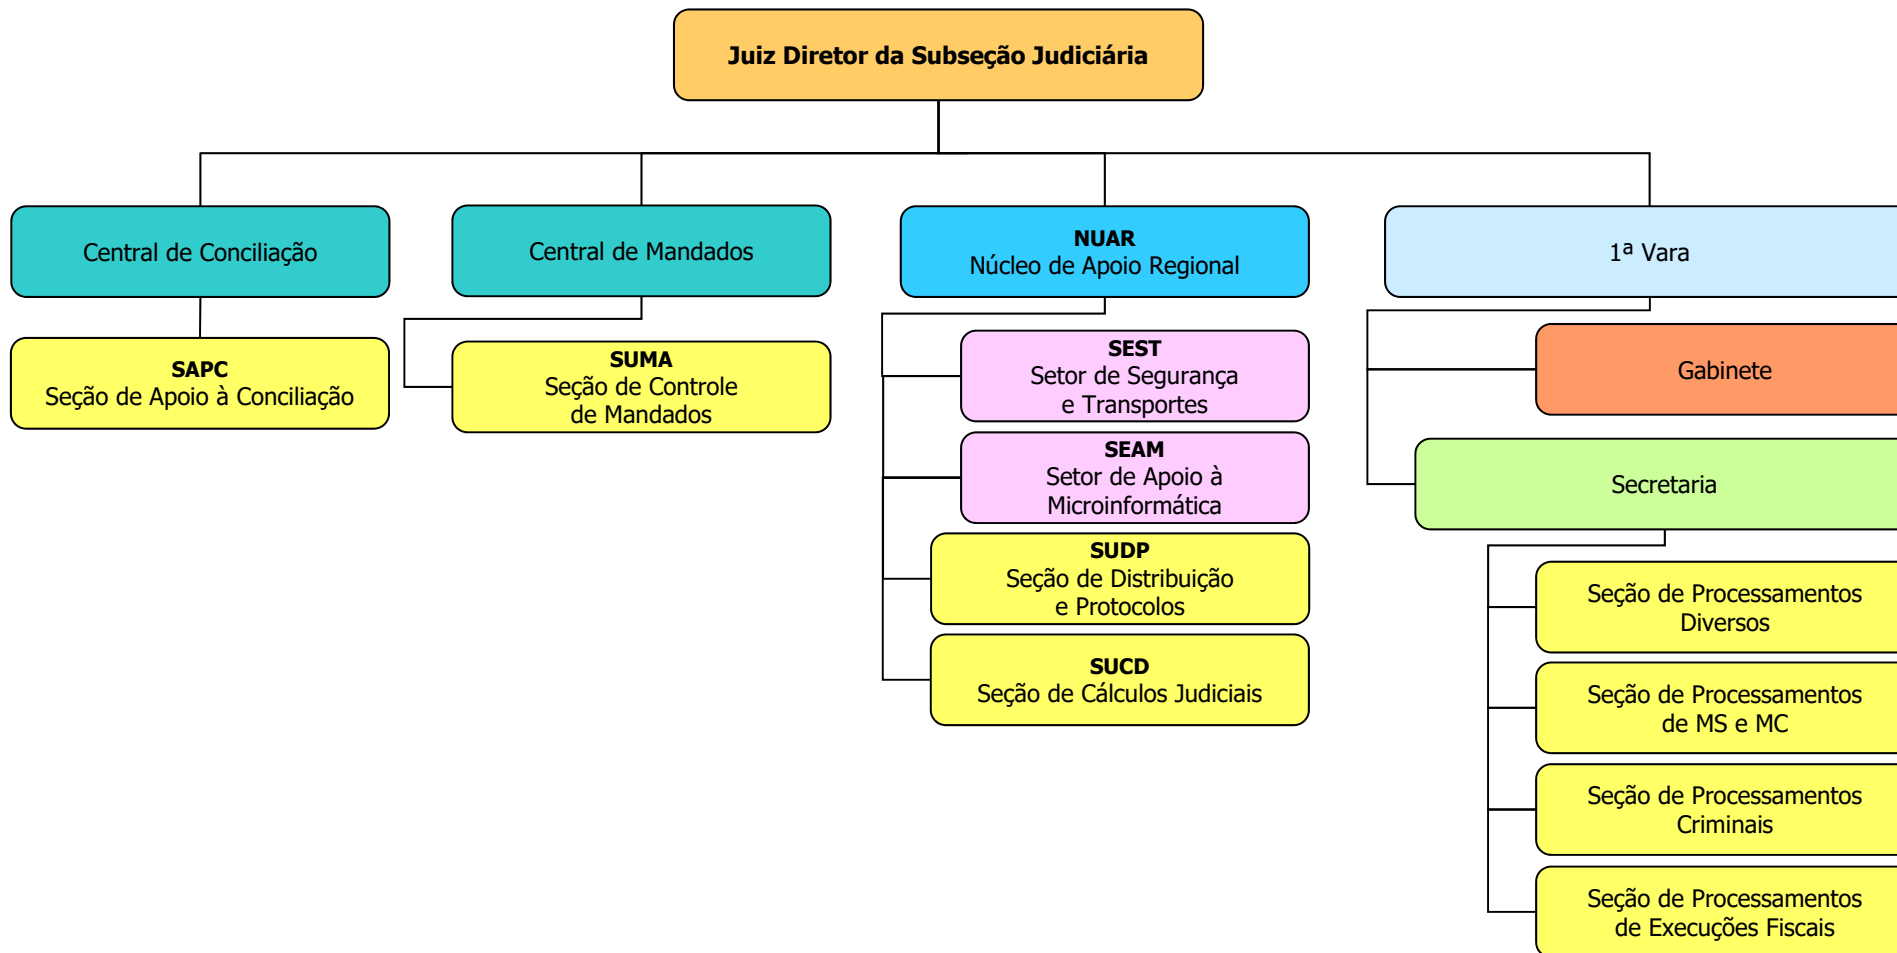 Juiz Diretor da Subseção Judiciária
Central de Conciliação
Central de Mandados
NUAR
Núcleo de Apoio Regional
1ª Vara
SAPC
Seção de Apoio à Conciliação
SUMA
Seção de Controle
de Mandados
SEST
Setor de Segurança
e Transportes
SEAM
Setor de Apoio à
Microinformática
SUDP
Seção de Distribuição
e Protocolos
SUCD
Seção de Cálculos Judiciais
Gabinete
Secretaria
Seção de Processamentos
Diversos
Seção de Processamentos
de MS e MC
Seção de Processamentos
Criminais
Seção de Processamentos
de Execuções Fiscais